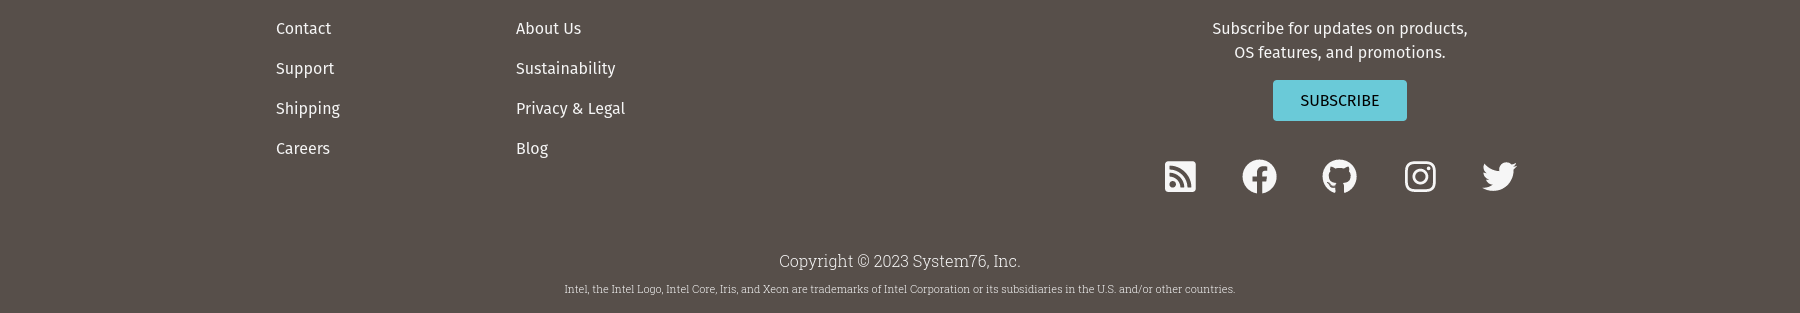 Contact
Support
Shipping
Careers
About Us
Sustainability
Privacy & Legal
Blog
Subscribe for updates on products,
OS features, and promotions.
SUBSCRIBE
Copyright © 2023 System76, Inc.
Intel, the Intel Logo, Intel Core, Iris, and Xeon are trademarks of Intel Corporation or its subsidiaries in the U.S. and/or other countries.